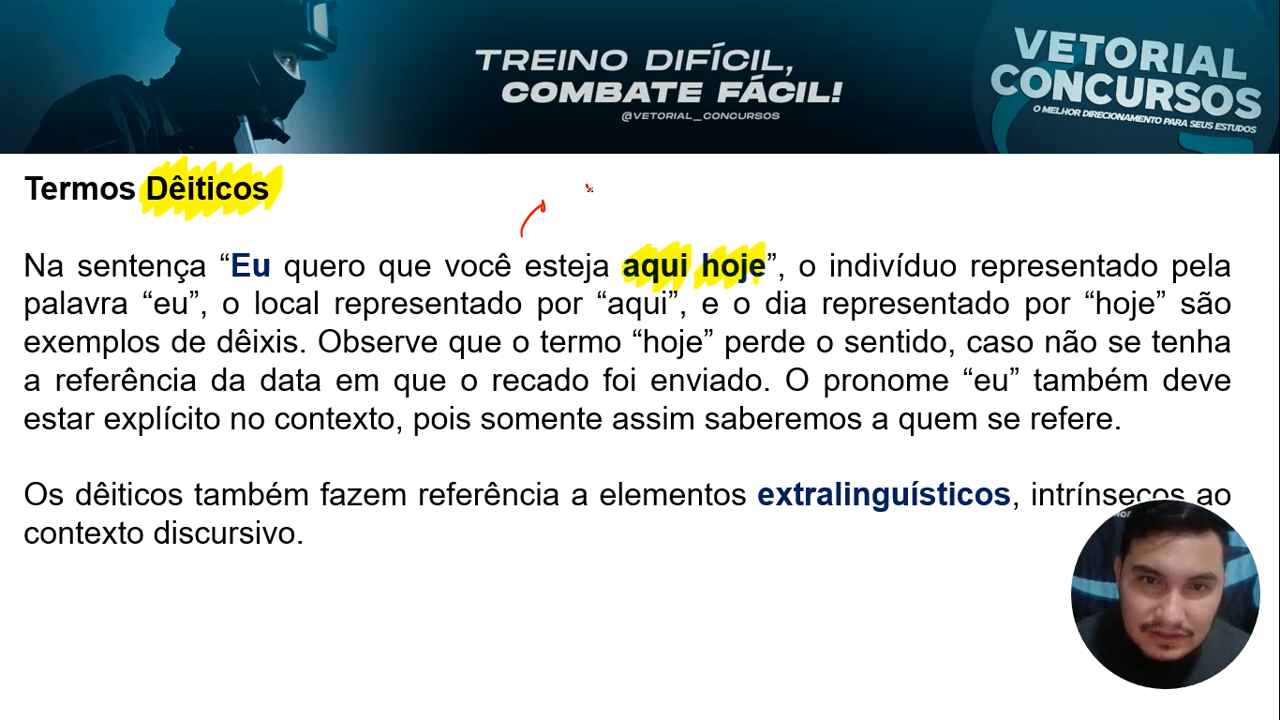 TREINO DIFÍCIL,
COMBATE FÁCIL!
@VETORIAL_CONCURSOS
VETORIAL
CONCURSOS
O MELHOR DIRECIONAMENTO PARA SEUS ESTUDOS
Termos Dêiticos
Na sentença “Eu quero que você esteja aqui hoje”, o indivíduo representado pela
palavra “eu”, o local representado por “aqui”, e o dia representado por “hoje” são
exemplos de dêixis. Observe que o termo “hoje” perde o sentido, caso não se tenha
a referência da data em que o recado foi enviado. O pronome “eu” também deve
estar explícito no contexto, pois somente assim saberemos a quem se refere.
Os dêiticos também fazem referência a elementos extralinguísticos, intrínsecos ao
contexto discursivo.